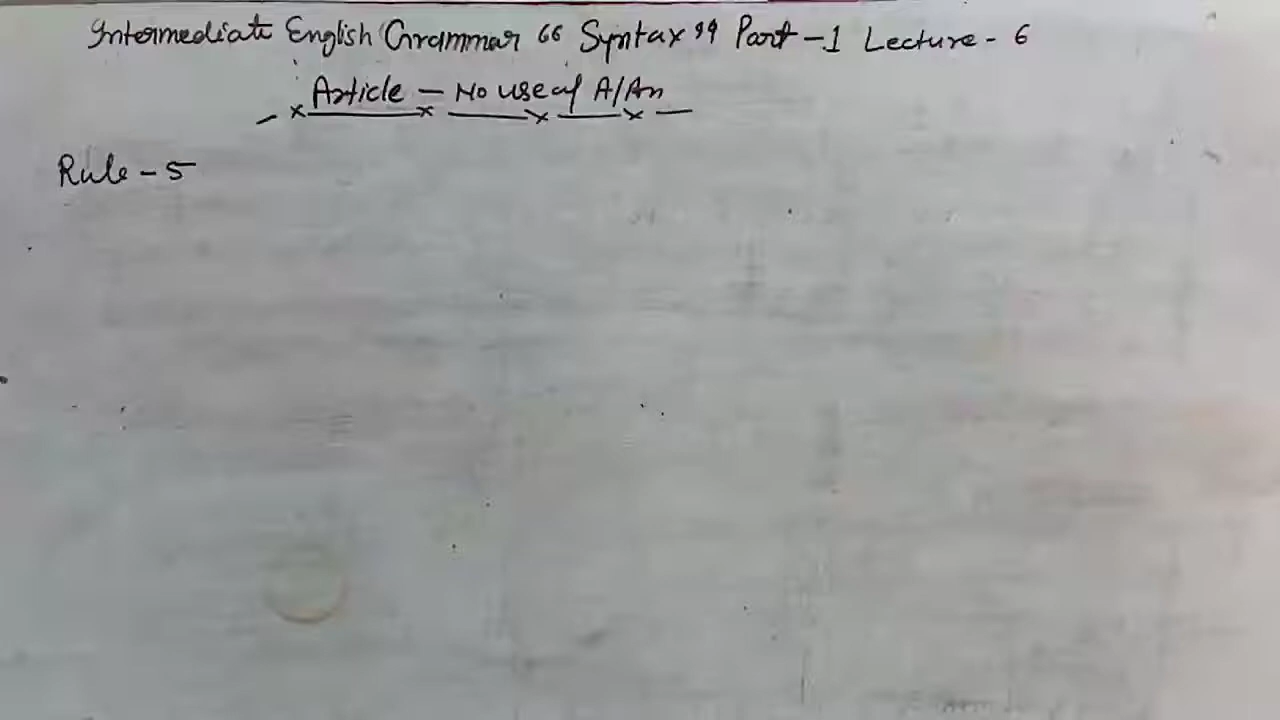 Intermediate English Grammar “ Syntax ” Part - 1 Lecture - 6
Article - No use of A/An
Rule - 5